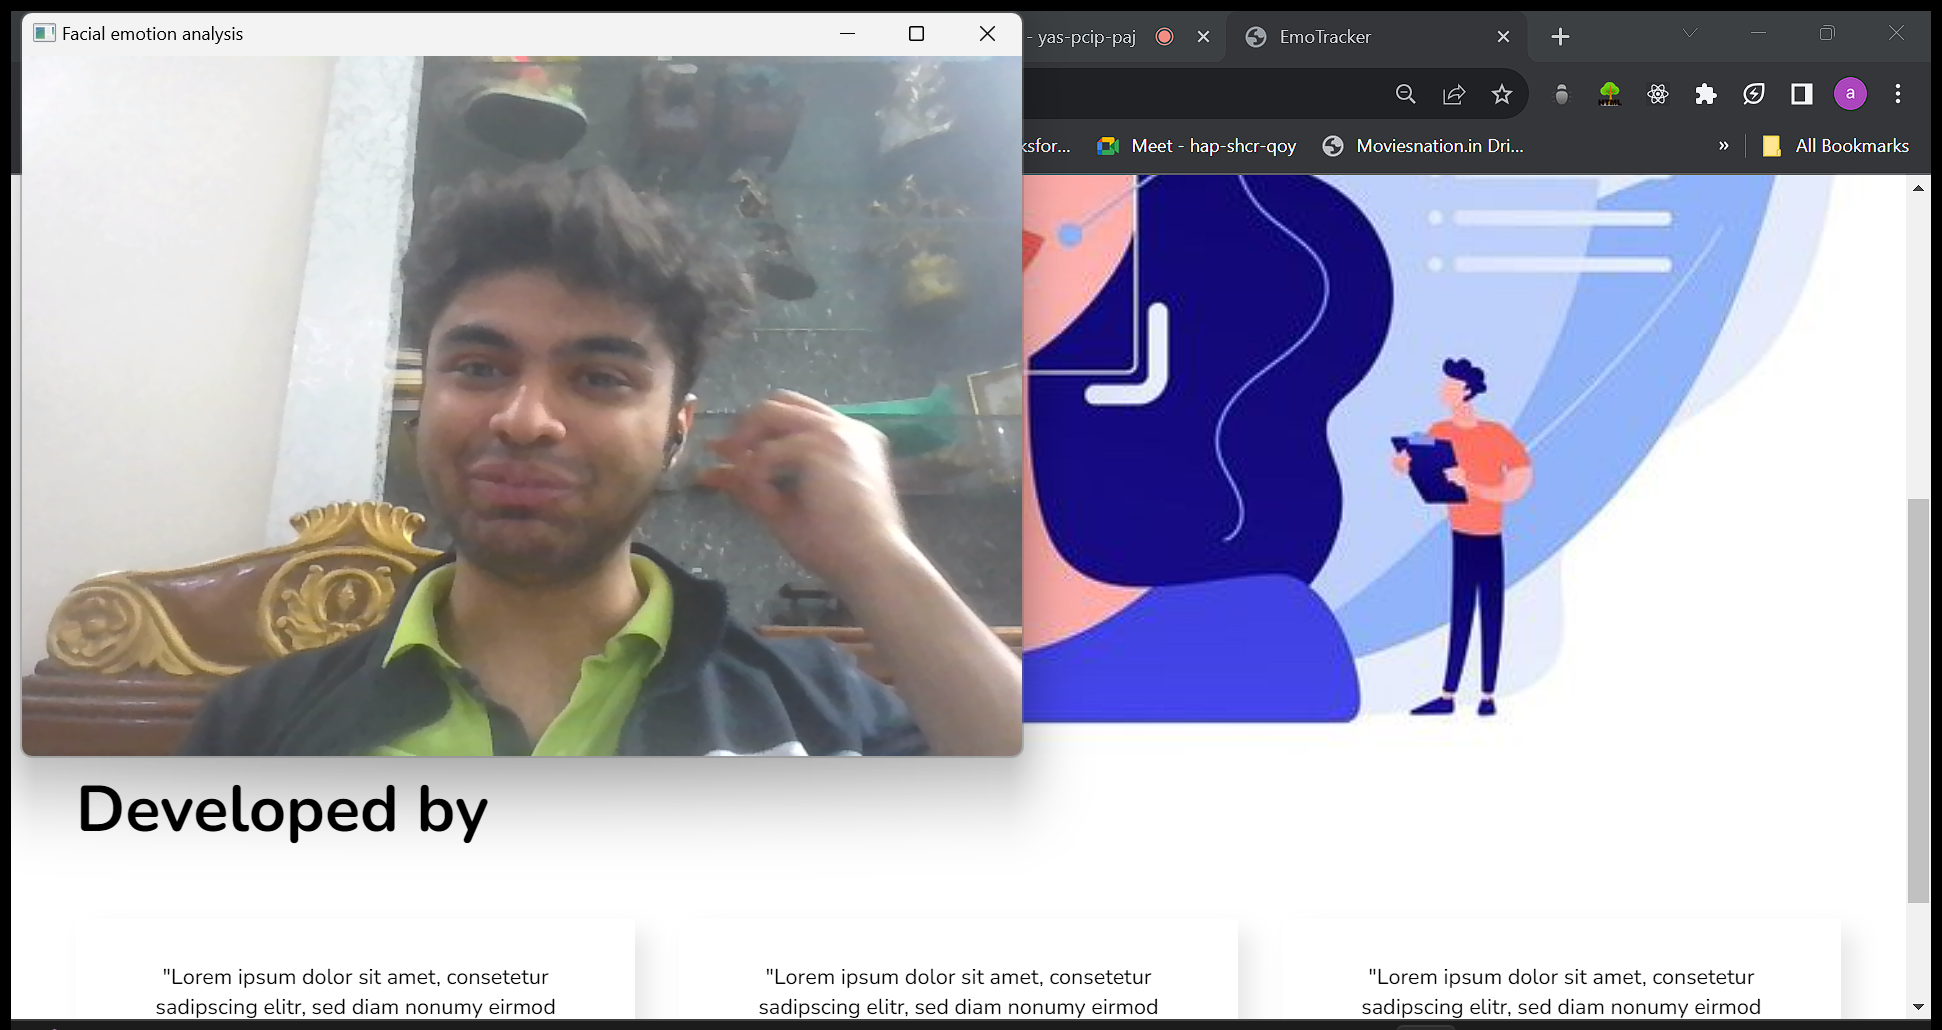 Facial emotion analysis
- yas-pcip-paj
EmoTracker
a
ksfor...
Meet - hap-shcr-qoy
Moviesnation.in Dri...
»
All Bookmarks
Developed by
"Lorem ipsum dolor sit amet, consetetur
sadipscing elitr, sed diam nonumy eirmod
"Lorem ipsum dolor sit amet, consetetur
sadipscing elitr, sed diam nonumy eirmod
"Lorem ipsum dolor sit amet, consetetur
sadipscing elitr, sed diam nonumy eirmod